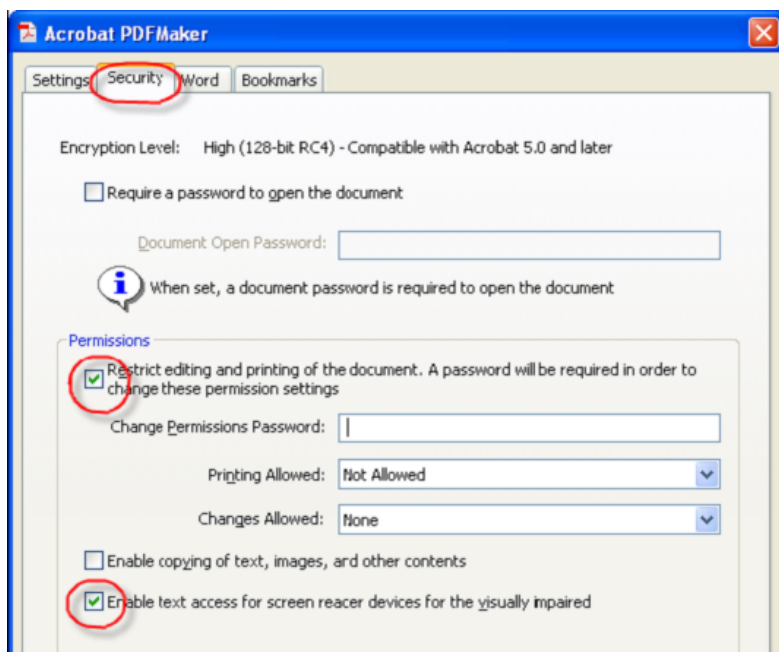 Acrobat PDFMaker
Settings Security Word Bookmarks
Encryption Level: High (128-bit RC4) - Compatible with Acrobat 5.0 and later
Require a password to open the document
Document Open Password:
When set, a document password is required to open the document
Permissions
Restrict editing and printing of the document. A password will be required in order to
change these permission settings
Change Permissions Password:
Printing Allowed: Not Allowed
Changes Allowed: None
Enable copying of text, images, and other contents
Enable text access for screen reacer devices for the visually impaired